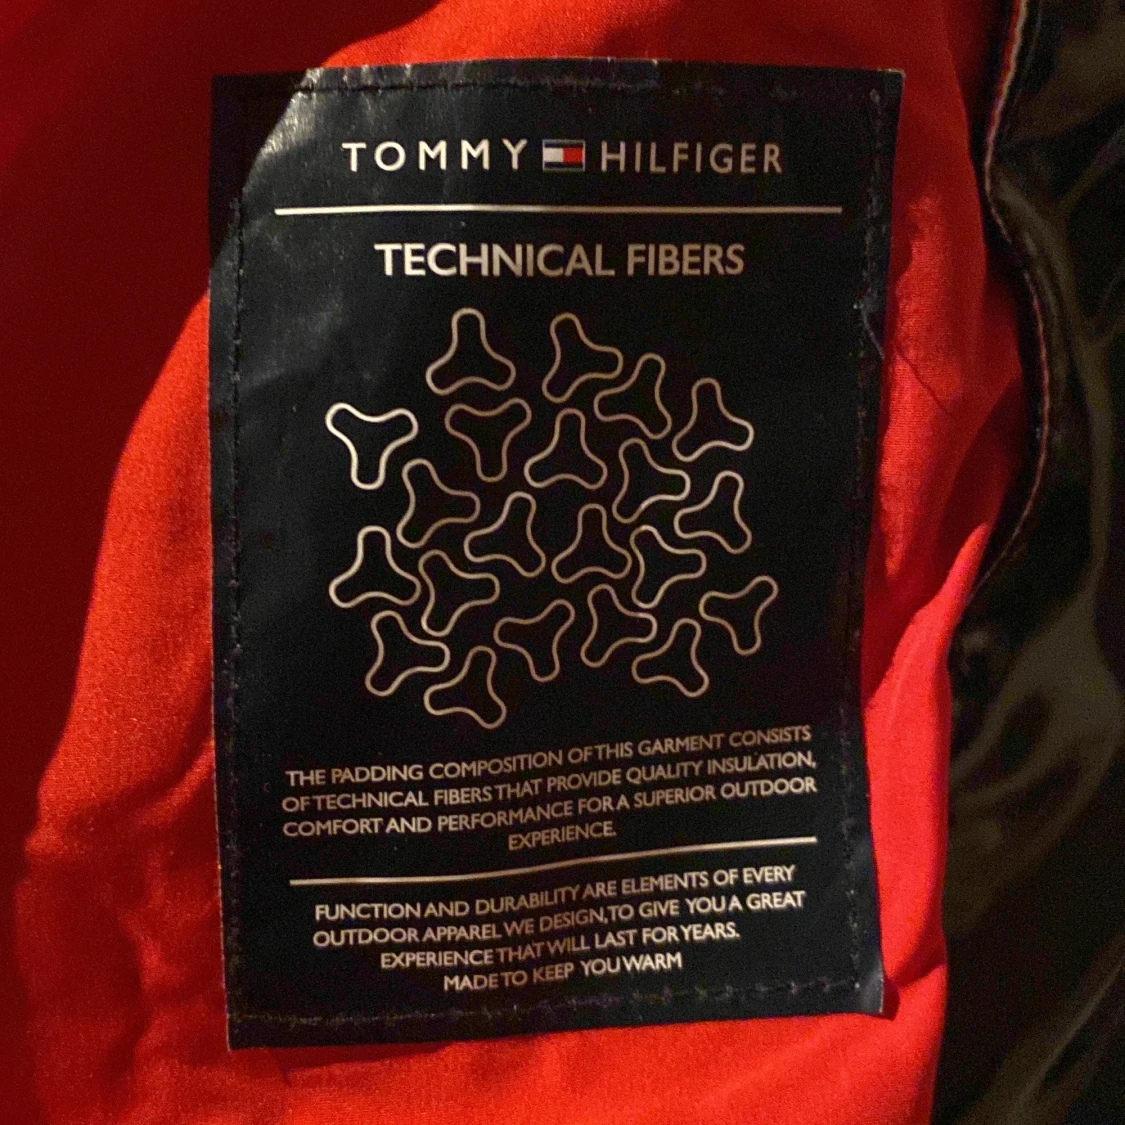 TOMMY HILFIGER
TECHNICAL FIBERS
THE PADDING COMPOSITION OF THIS GARMENT CONSISTS
OF TECHNICAL FIBERS THAT PROVIDE QUALITY INSULATION,
COMFORT AND PERFORMANCE FOR A SUPERIOR OUTDOOR
EXPERIENCE.
FUNCTION AND DURABILITY ARE ELEMENTS OF EVERY
OUTDOOR APPAREL WE DESIGN, TO GIVE YOU A GREAT
EXPERIENCE THAT WILL LAST FOR YEARS.
MADE TO KEEP YOU WARM